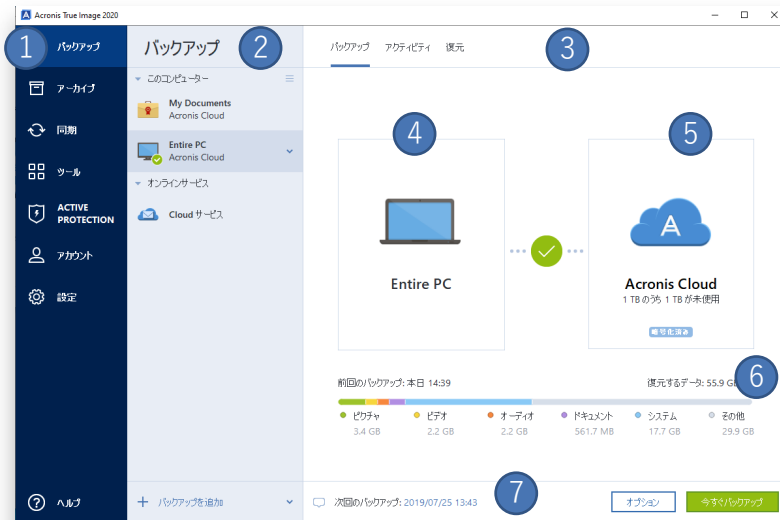 Acronis True Image 2020
1
バックアップ
アーカイブ
同期
ツール
ACTIVE
PROTECTION
アカウント
設定
ヘルプ
バックアップ
2
このコンピューター
My Documents
Acronis Cloud
Entire PC
Acronis Cloud
オンラインサービス
Cloud サービス
バックアップを追加
バックアップ アクティビティ 復元
3
4
Entire PC
5
Acronis Cloud
1 TB のうち 1 TB が未使用
暗号化済み
前回のバックアップ: 本日 14:39
復元するデータ: 55.9 G
6
ピクチャ ビデオ オーディオ ドキュメント システム その他
3.4 GB 2.2 GB 2.2 GB 561.7 MB 17.7 GB 29.9 GB
次回のバックアップ: 2019/07/25 13:43
7
オプション
今すぐバックアップ